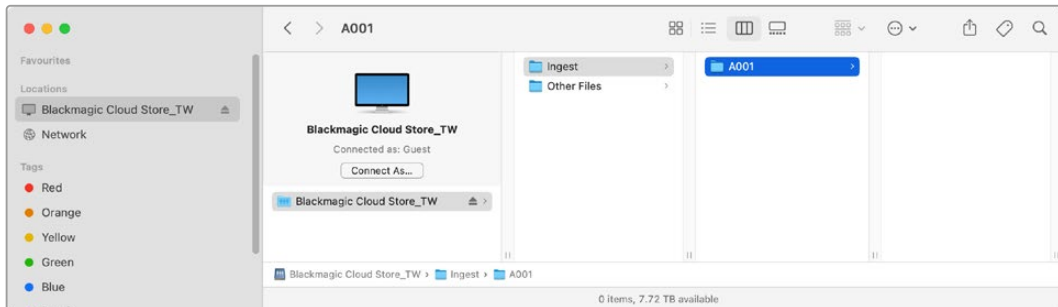 A001
Favourites
Locations
Blackmagic Cloud Store_TW
Network
Tags
Red
Orange
Yellow
Green
Blue
Blackmagic Cloud Store_TW
Connected as: Guest
Connect As...
Blackmagic Cloud Store_TW
Ingest
Other Files
A001
Blackmagic Cloud Store_TW › Ingest › A001
0 items, 7.72 TB available